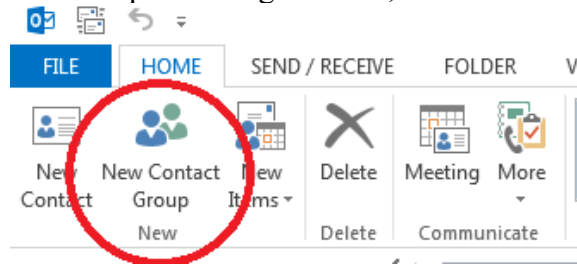 FILE HOME SEND / RECEIVE FOLDER V
New Contact New Contact Group New Items Delete Meeting More
New Delete Communicate